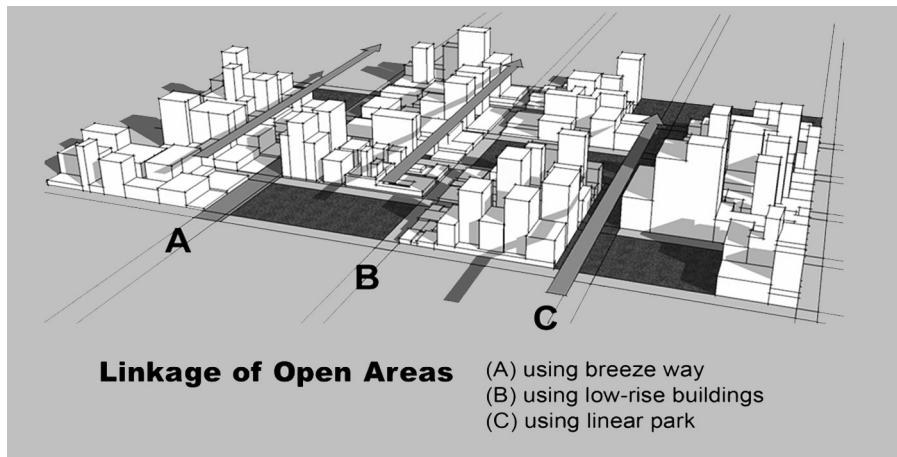 A
B
C
Linkage of Open Areas
(A) using breeze way
(B) using low-rise buildings
(C) using linear park